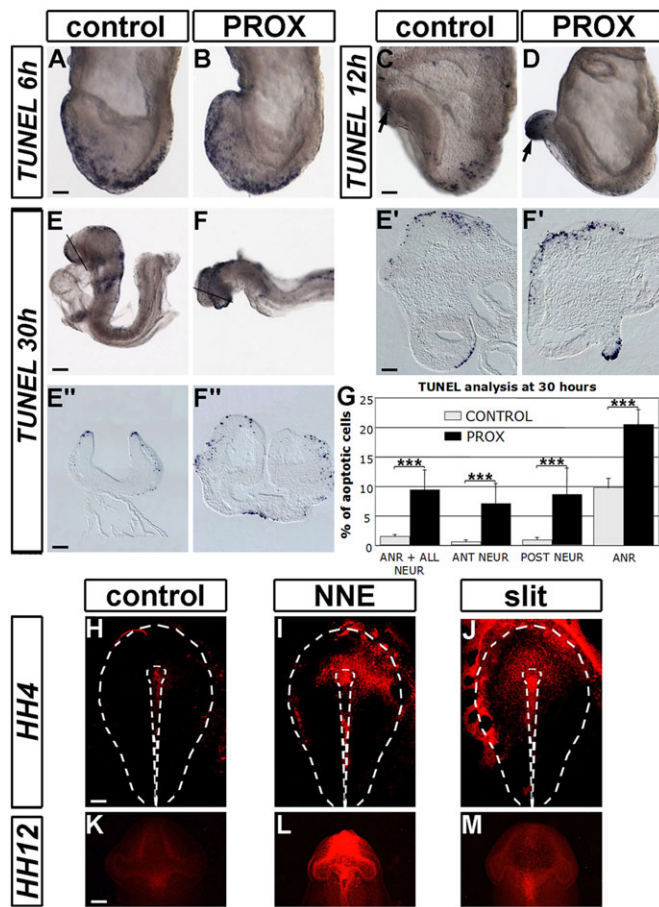 control PROX control PROX
TUNEL 6h
A B
TUNEL 12h
C D
TUNEL 30h
E F E' F'
E'' F''
G TUNEL analysis at 30 hours
% of aoptotic cells
25
20
15
10
5
0
CONTROL
PROX
*** *** *** ***
ANR + ALL NEUR
ANT NEUR
POST NEUR
ANR
control NNE slit
HH4
H I J
HH12
K L M